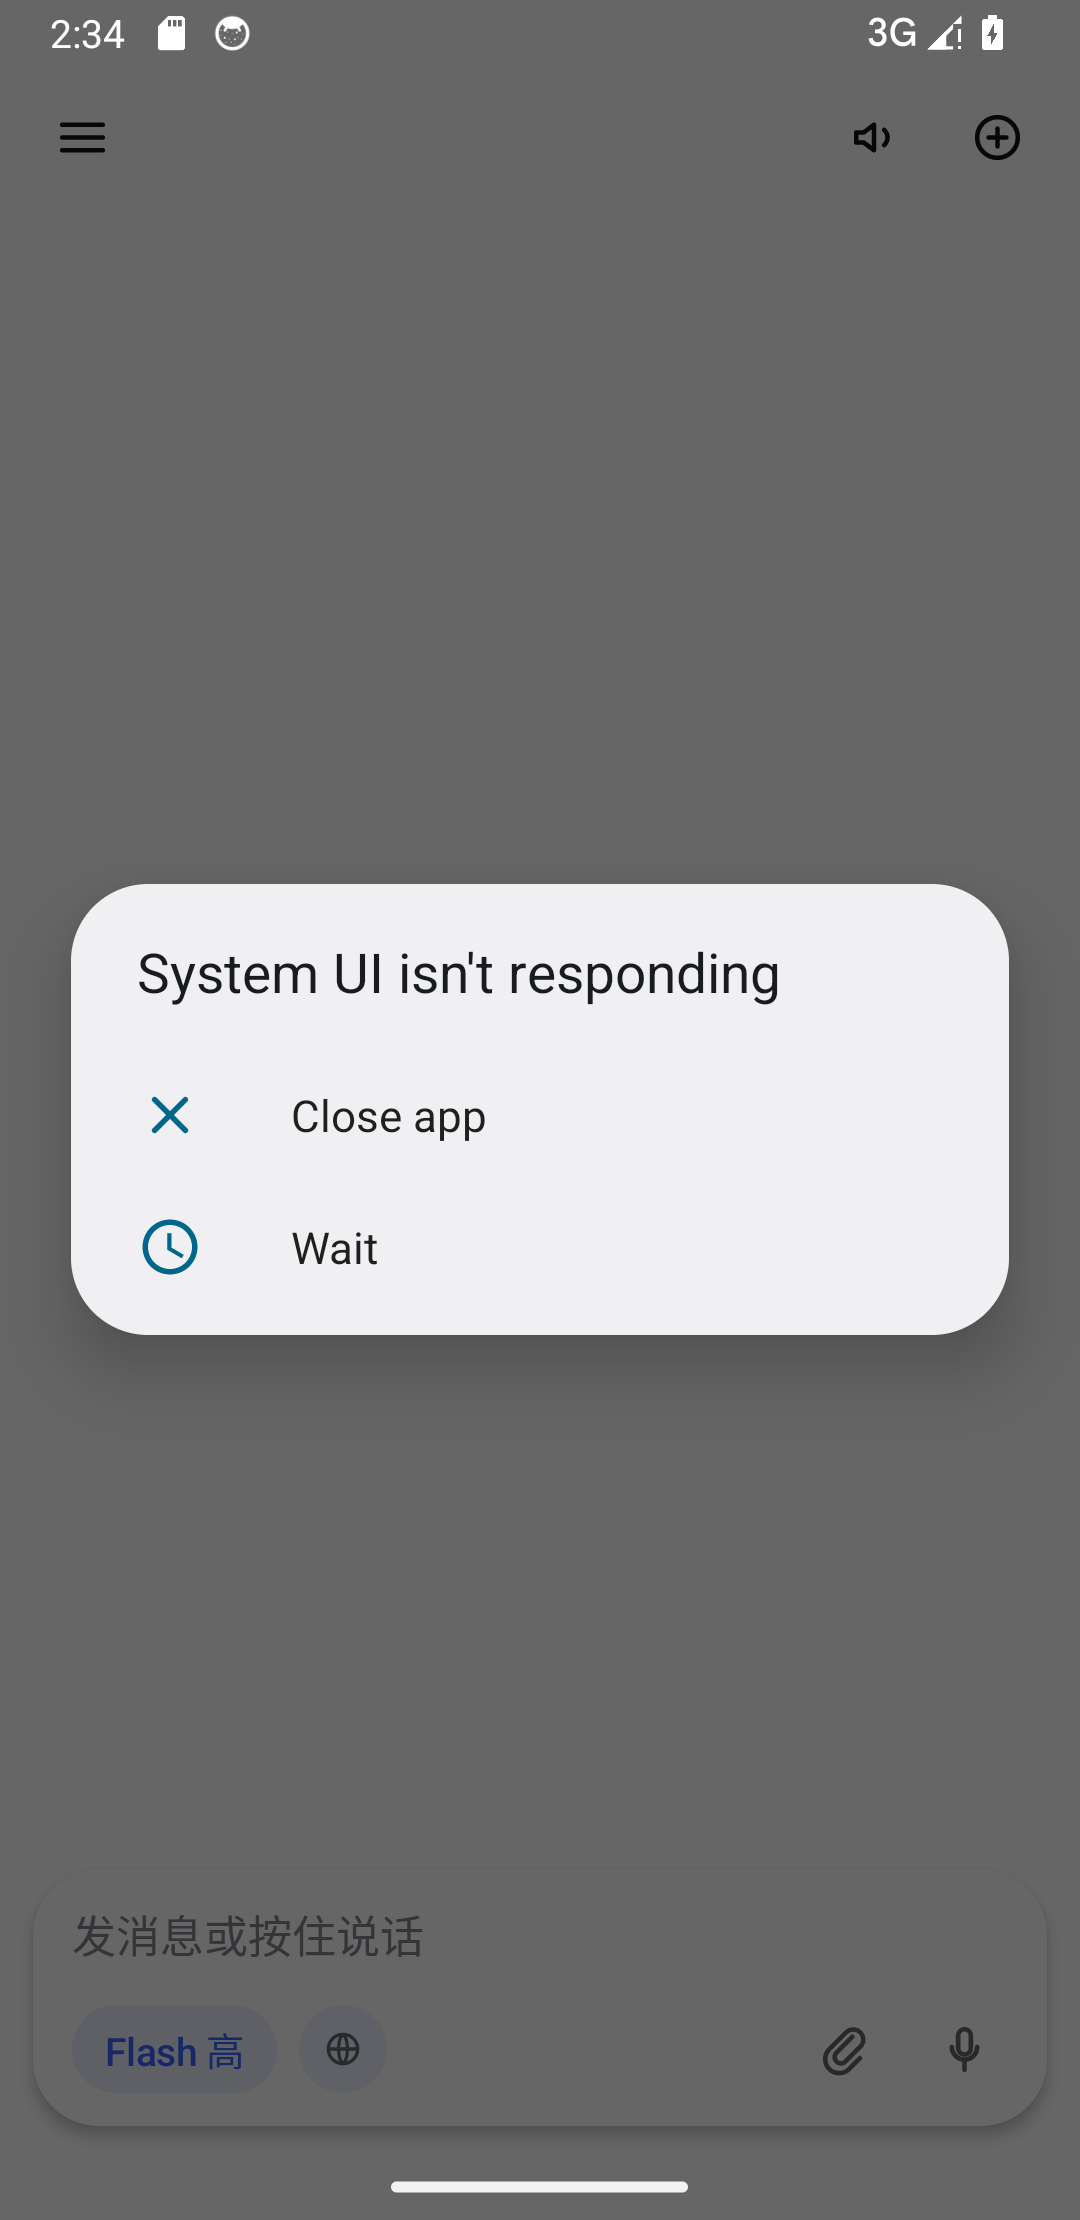 2:34
3G
System UI isn't responding
Close app
Wait
发消息或按住说话
Flash 高